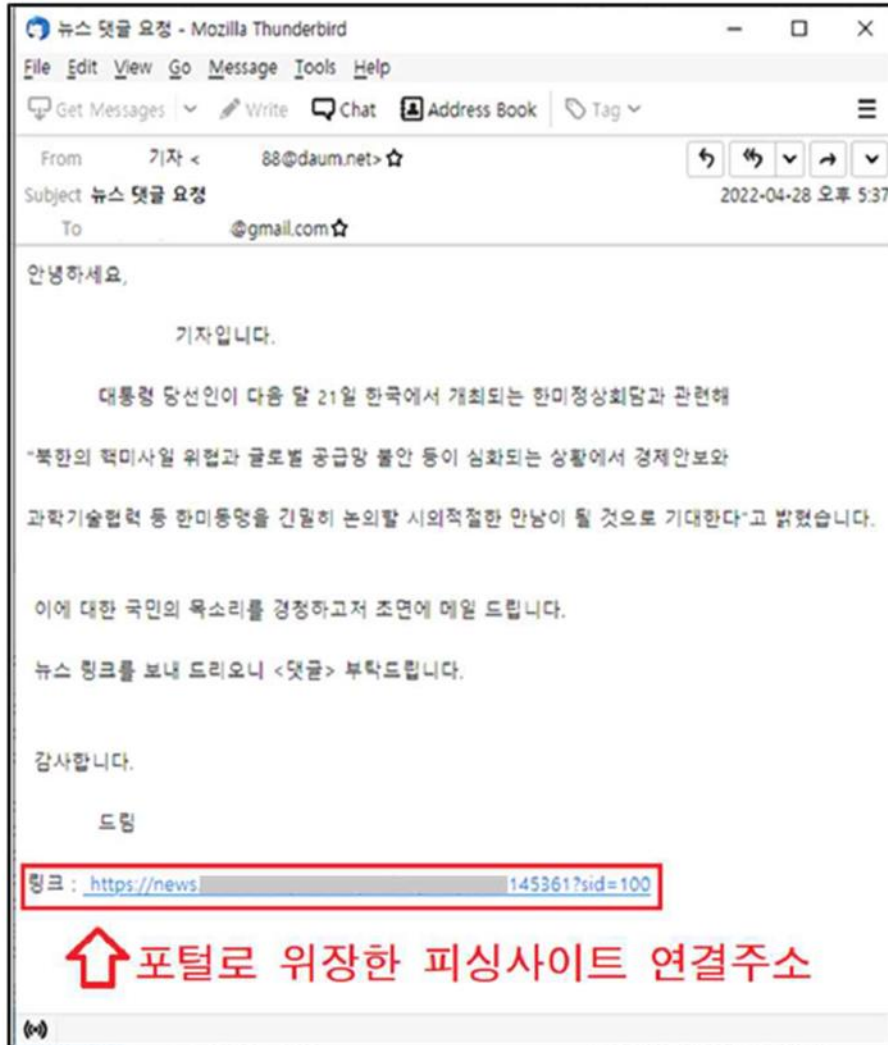 뉴스 댓글 요청 - Mozilla Thunderbird
File Edit View Go Message Tools Help
Get Messages Write Chat Address Book Tag
From 기자 < 88@daum.net>
Subject 뉴스 댓글 요청 2022-04-28 오후 5:37
To @gmail.com
안녕하세요,
기자입니다.
대통령 당선인이 다음 달 21일 한국에서 개최되는 한미정상회담과 관련해
"북한의 핵미사일 위협과 글로벌 공급망 불안 등이 심화되는 상황에서 경제안보와
과학기술협력 등 한미동맹을 긴밀히 논의할 시의적절한 만남이 될 것으로 기대한다"고 밝혔습니다.
이에 대한 국민의 목소리를 경청하고저 초면에 메일 드립니다.
뉴스 링크를 보내 드리오니 <댓글> 부탁드립니다.
감사합니다.
드림
링크 : https://news. 145361?sid=100
포털로 위장한 피싱사이트 연결주소